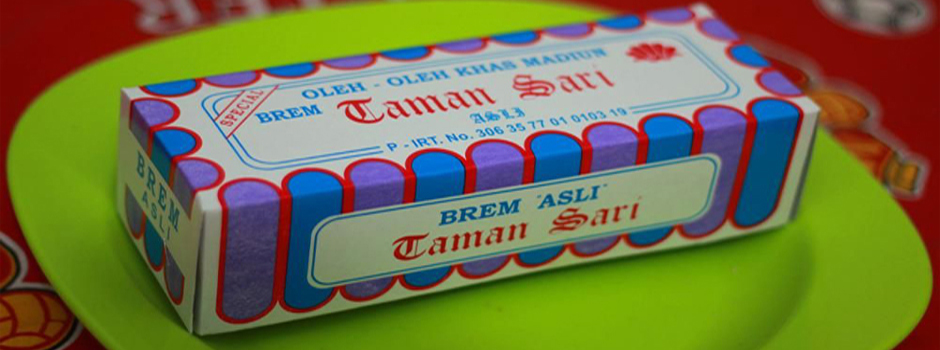 OLEH - OLEH KHAS MADIUN
SPECIAL
BREM Taman Sari
ASLI
P - IRT. No. 306 35 77 01 0103 19
BREM "ASLI"
Taman Sari
BREM
ASLI